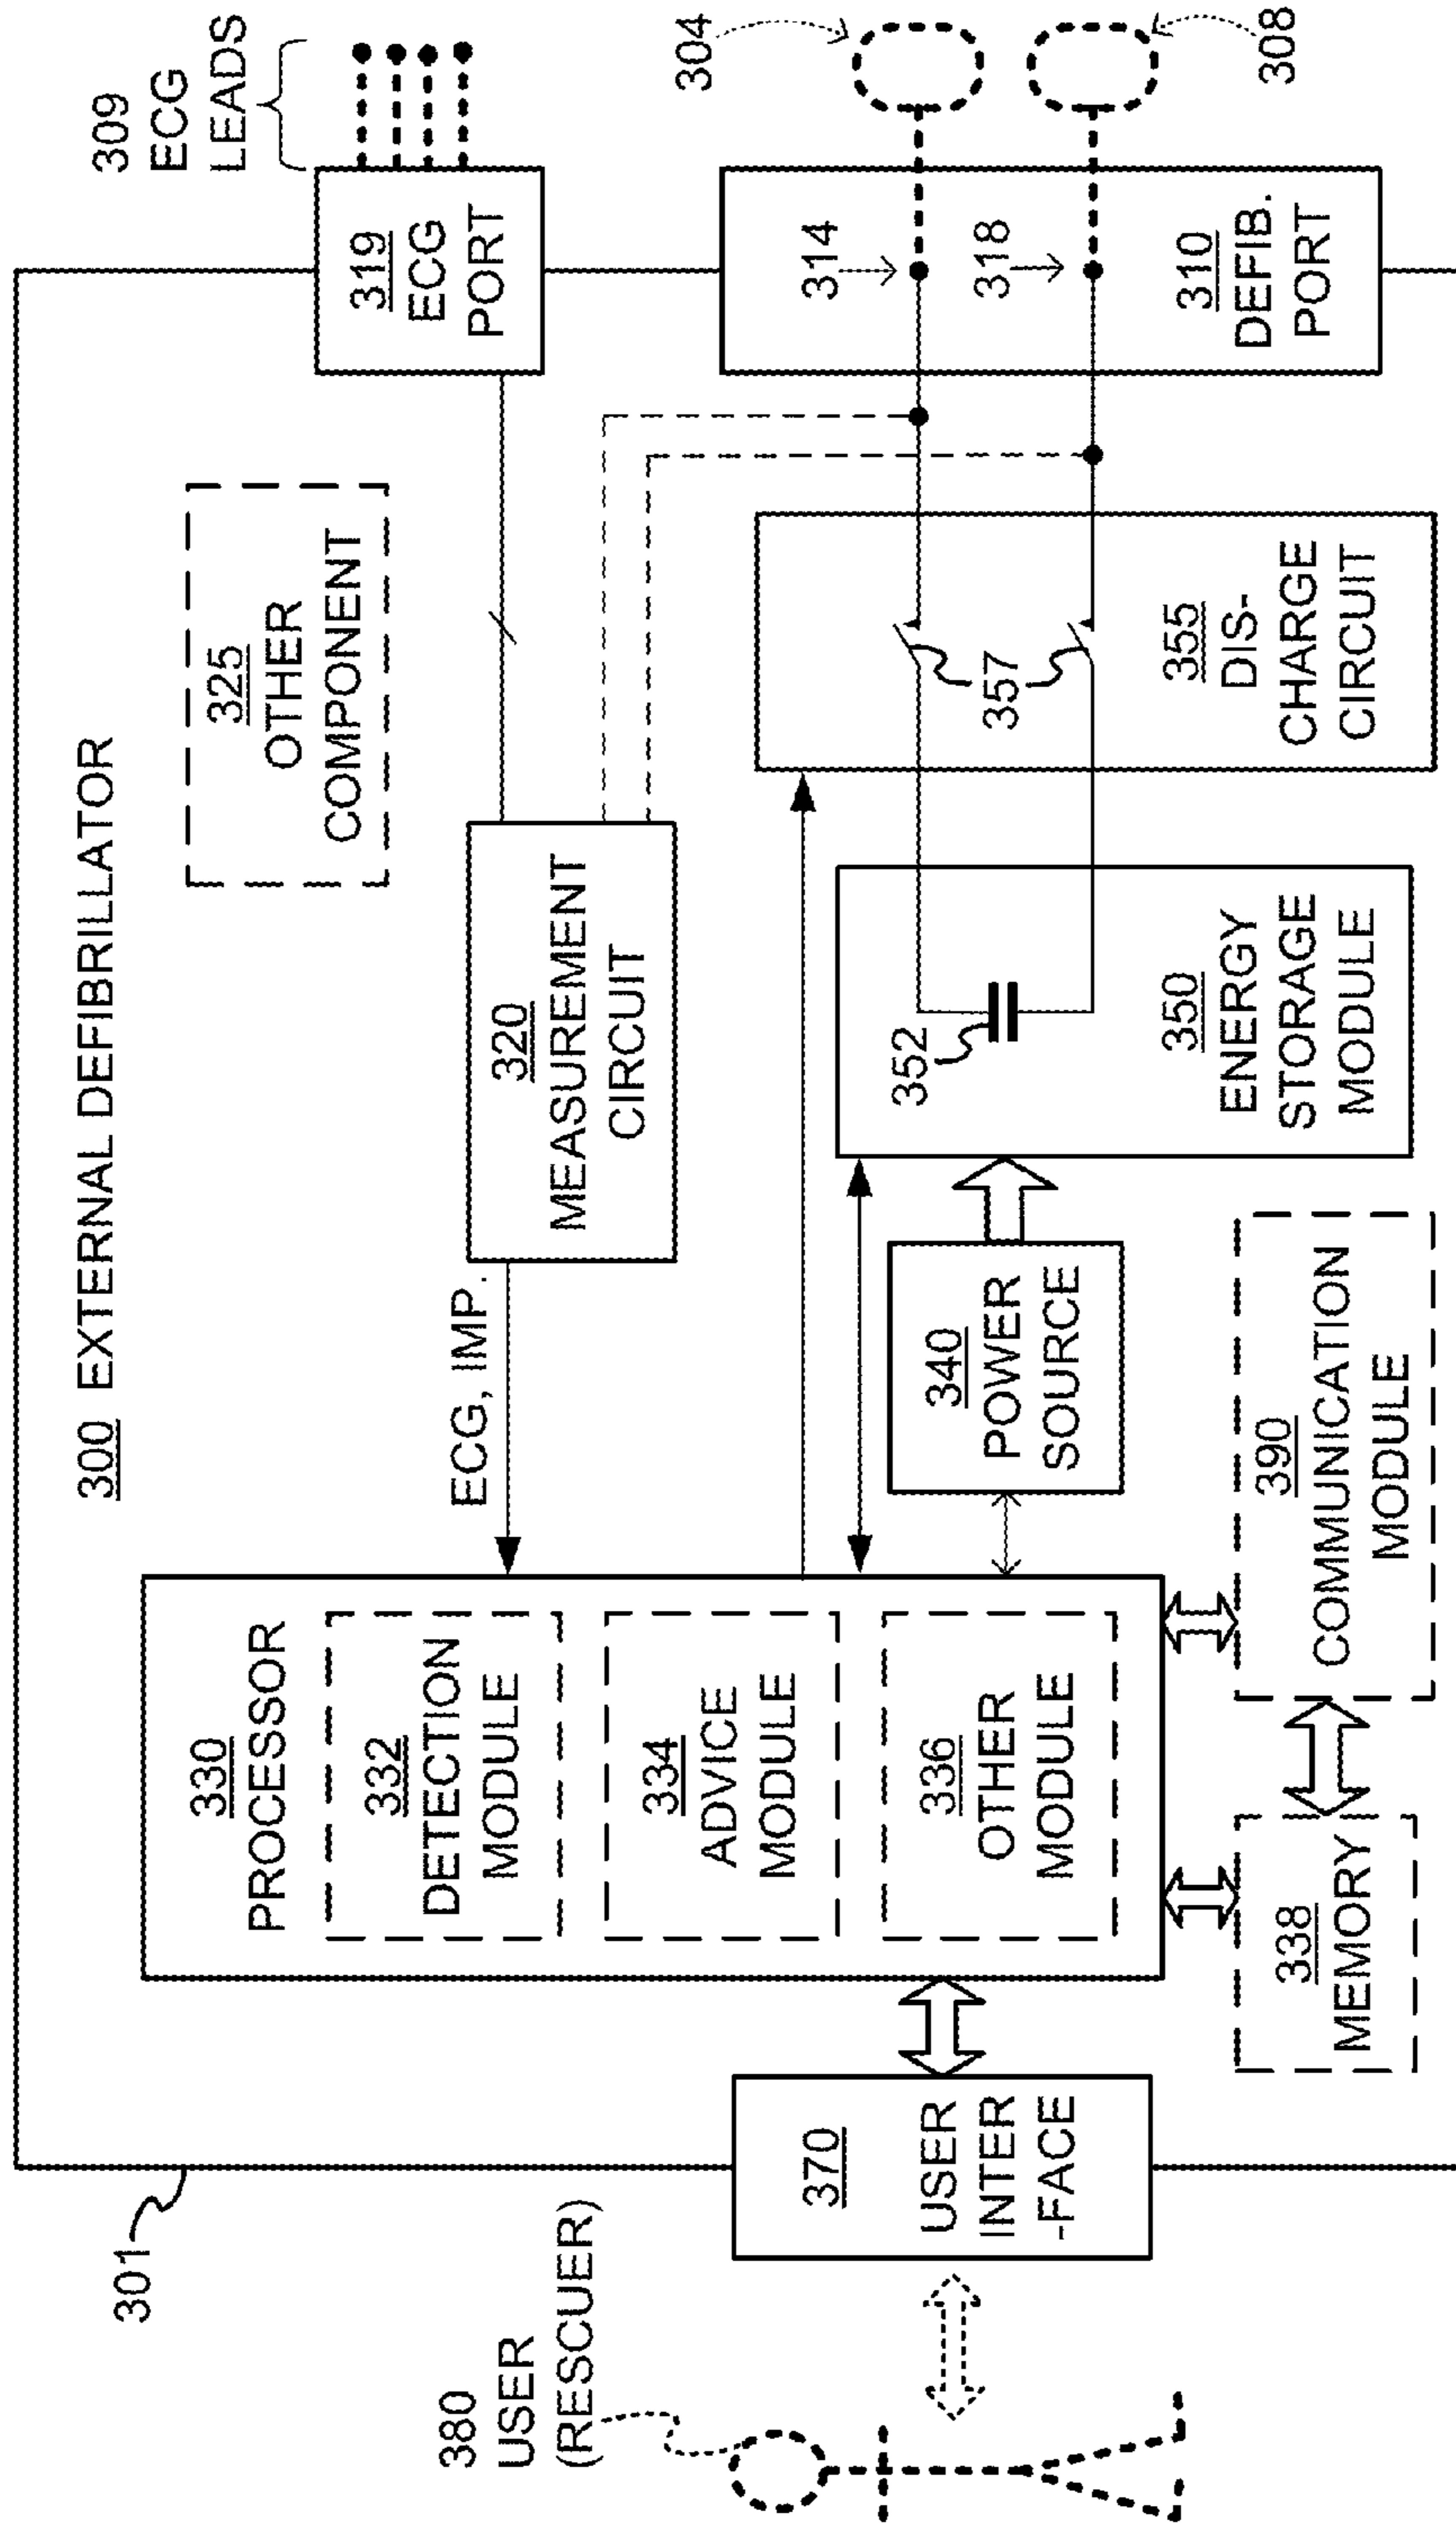 300 EXTERNAL DEFIBRILLATOR
301
380
USER
(RESCUER)
370
USER
INTER
-FACE
330
PROCESSOR
332
DETECTION
MODULE
334
ADVICE
MODULE
336
OTHER
MODULE
338
MEMORY
390
COMMUNICATION
MODULE
ECG, IMP.
320
MEASUREMENT
CIRCUIT
340
POWER
SOURCE
325
OTHER
COMPONENT
352
350
ENERGY
STORAGE
MODULE
357
355
DIS-
CHARGE
CIRCUIT
309
ECG
LEADS
319
ECG
PORT
314
318
310
DEFIB.
PORT
304
308